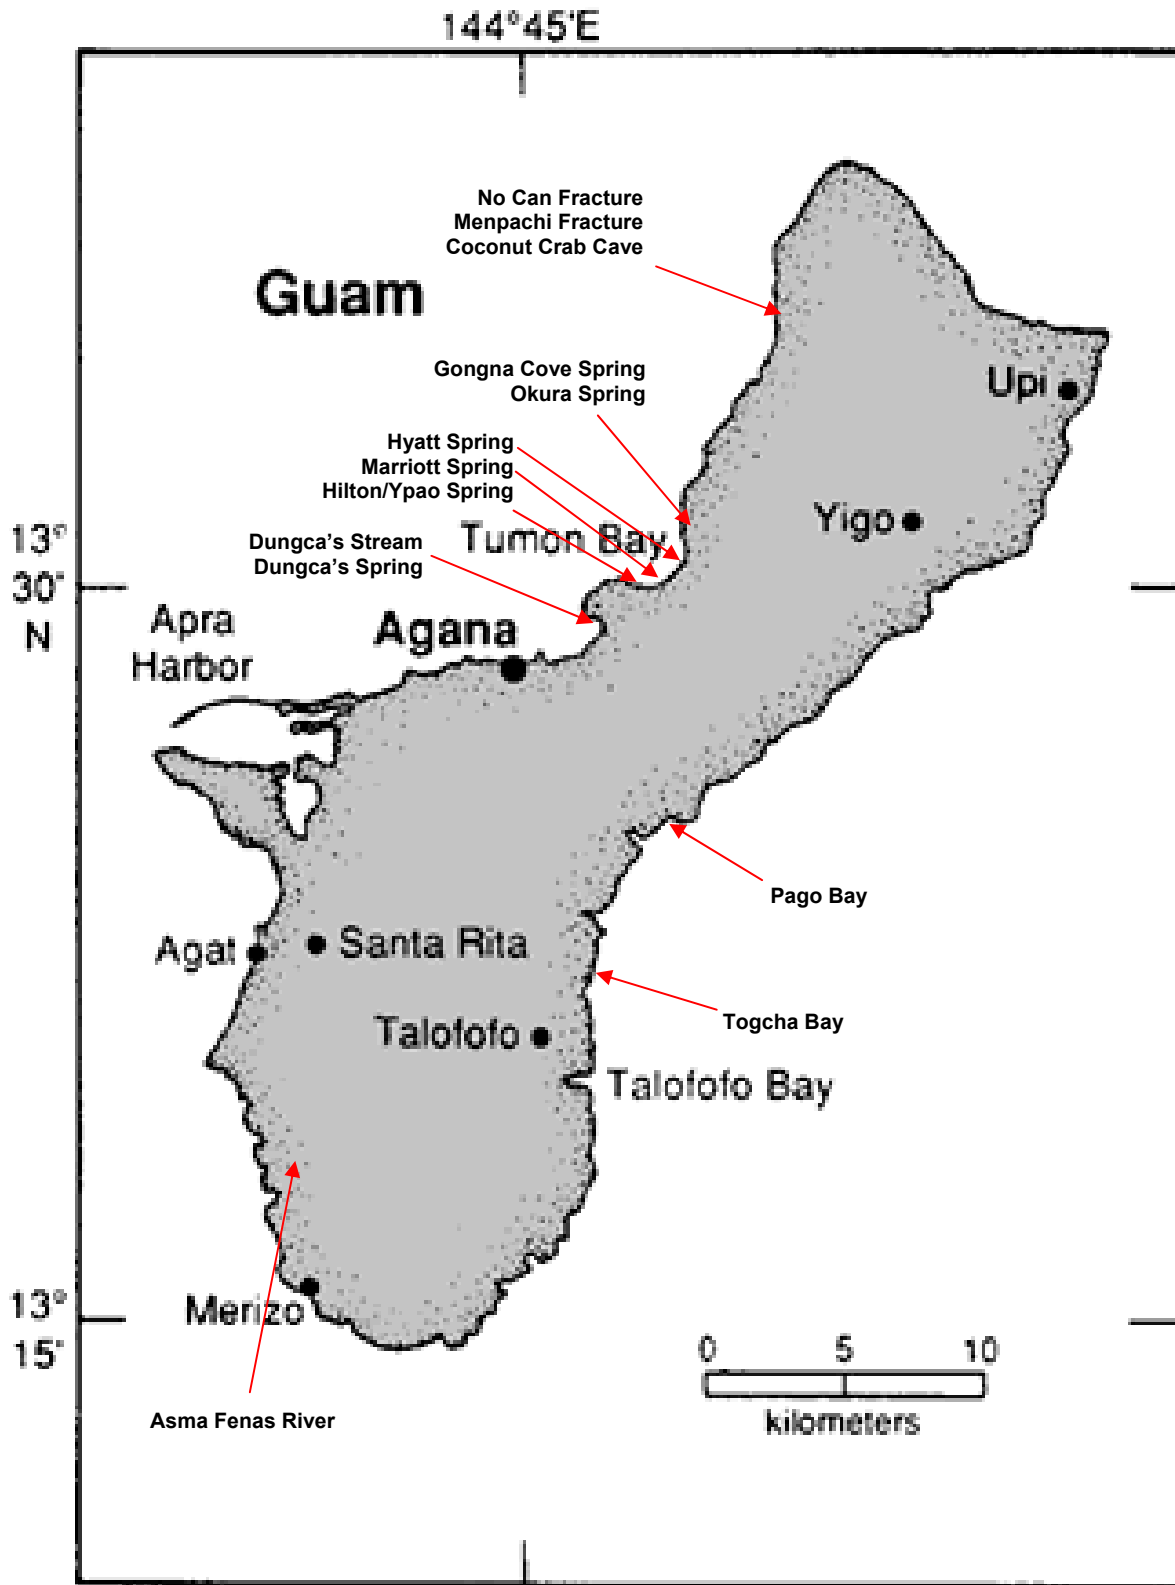 144°45'E
No Can Fracture
Menpachi Fracture
Coconut Crab Cave
Guam
Gongna Cove Spring
Okura Spring
Upi
Hyatt Spring
Marriott Spring
Hilton/Ypao Spring
Yigo
Tumon Bay
Dungca's Stream
Dungca's Spring
13°
30'
N
Apra
Harbor
Agana
Pago Bay
Agat
Santa Rita
Togcha Bay
Talofofo
Talofofo Bay
Merizo
13°
15'
0 5 10
kilometers
Asma Fenas River